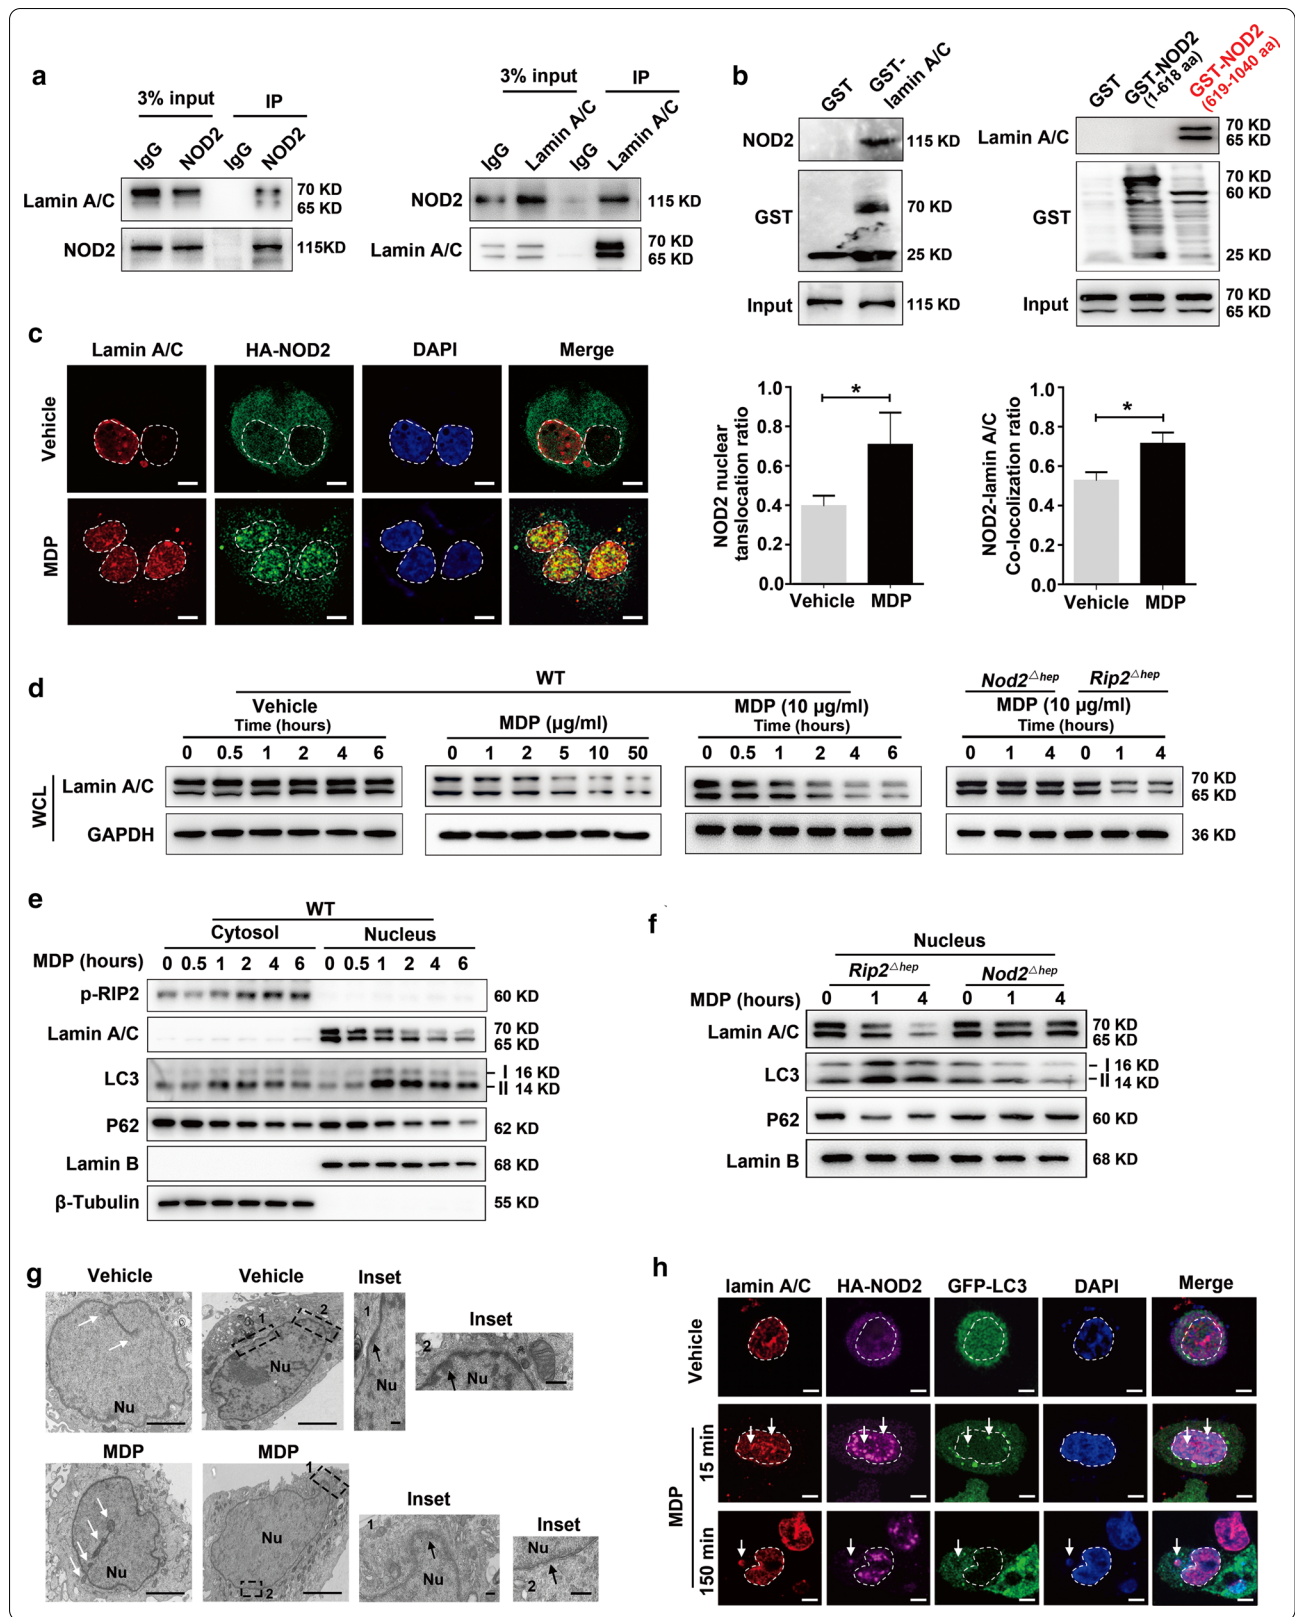 a
3% input IP
IgG NOD2 IgG NOD2
Lamin A/C 70 KD
65 KD
NOD2 115KD
3% input IP
IgG Lamin A/C IgG Lamin A/C
NOD2 115 KD
Lamin A/C 70 KD
65 KD
b
GST GST-lamin A/C
NOD2 115 KD
GST 70 KD
25 KD
Input 115 KD
GST GST-NOD2 (1-618 aa) GST-NOD2 (619-1040 aa)
Lamin A/C 70 KD
65 KD
GST 70 KD
60 KD
25 KD
Input 70 KD
65 KD
c
Lamin A/C HA-NOD2 DAPI Merge
Vehicle
MDP
NOD2 nuclear
tanslocation ratio
1.0
0.8
0.6
0.4
0.2
0.0
*
Vehicle MDP
NOD2-lamin A/C
Co-locolization ratio
1.0
0.8
0.6
0.4
0.2
0.0
*
Vehicle MDP
d
WT
Vehicle
Time (hours)
0 0.5 1 2 4 6
MDP (μg/ml)
0 1 2 5 10 50
MDP (10 μg/ml)
Time (hours)
0 0.5 1 2 4 6
Nod2△hep Rip2△hep
MDP (10 μg/ml)
Time (hours)
0 1 4 0 1 4
WCL
Lamin A/C 70 KD
65 KD
GAPDH 36 KD
e
WT
Cytosol Nucleus
MDP (hours) 0 0.5 1 2 4 6 0 0.5 1 2 4 6
p-RIP2 60 KD
Lamin A/C 70 KD
65 KD
LC3 I 16 KD
II 14 KD
P62 62 KD
Lamin B 68 KD
β-Tubulin 55 KD
f
Nucleus
Rip2△hep Nod2△hep
MDP (hours) 0 1 4 0 1 4
Lamin A/C 70 KD
65 KD
LC3 I 16 KD
II 14 KD
P62 60 KD
Lamin B 68 KD
g
Vehicle Vehicle Inset
Inset
Nu
1 2
Nu
1
Nu
2
Nu
MDP MDP
Inset
Inset
Nu
1
Nu
2
1
Nu
Nu
2
h
lamin A/C HA-NOD2 GFP-LC3 DAPI Merge
Vehicle
MDP
15 min
150 min